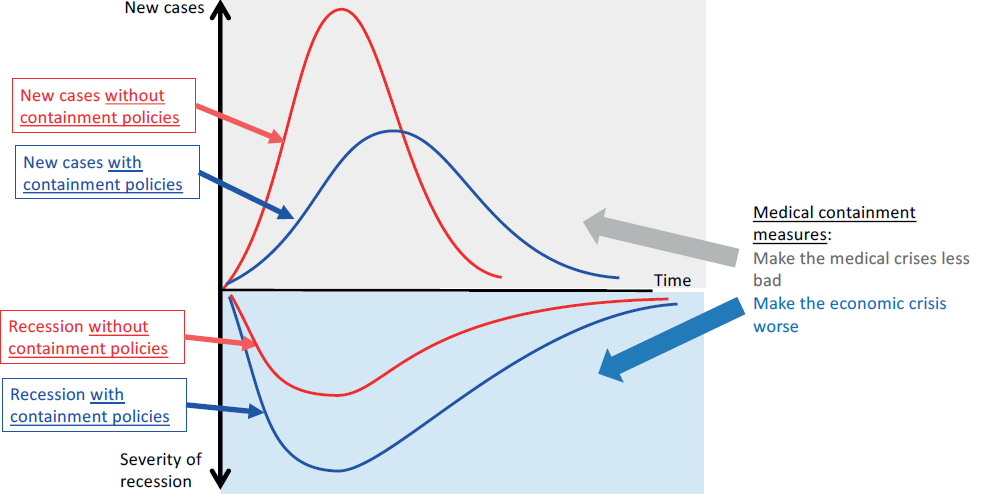 New cases
New cases without
containment policies
New cases with
containment policies
Medical containment
measures:
Make the medical crises less
bad
Make the economic crisis
worse
Time
Recession without
containment policies
Recession with
containment policies
Severity of
recession